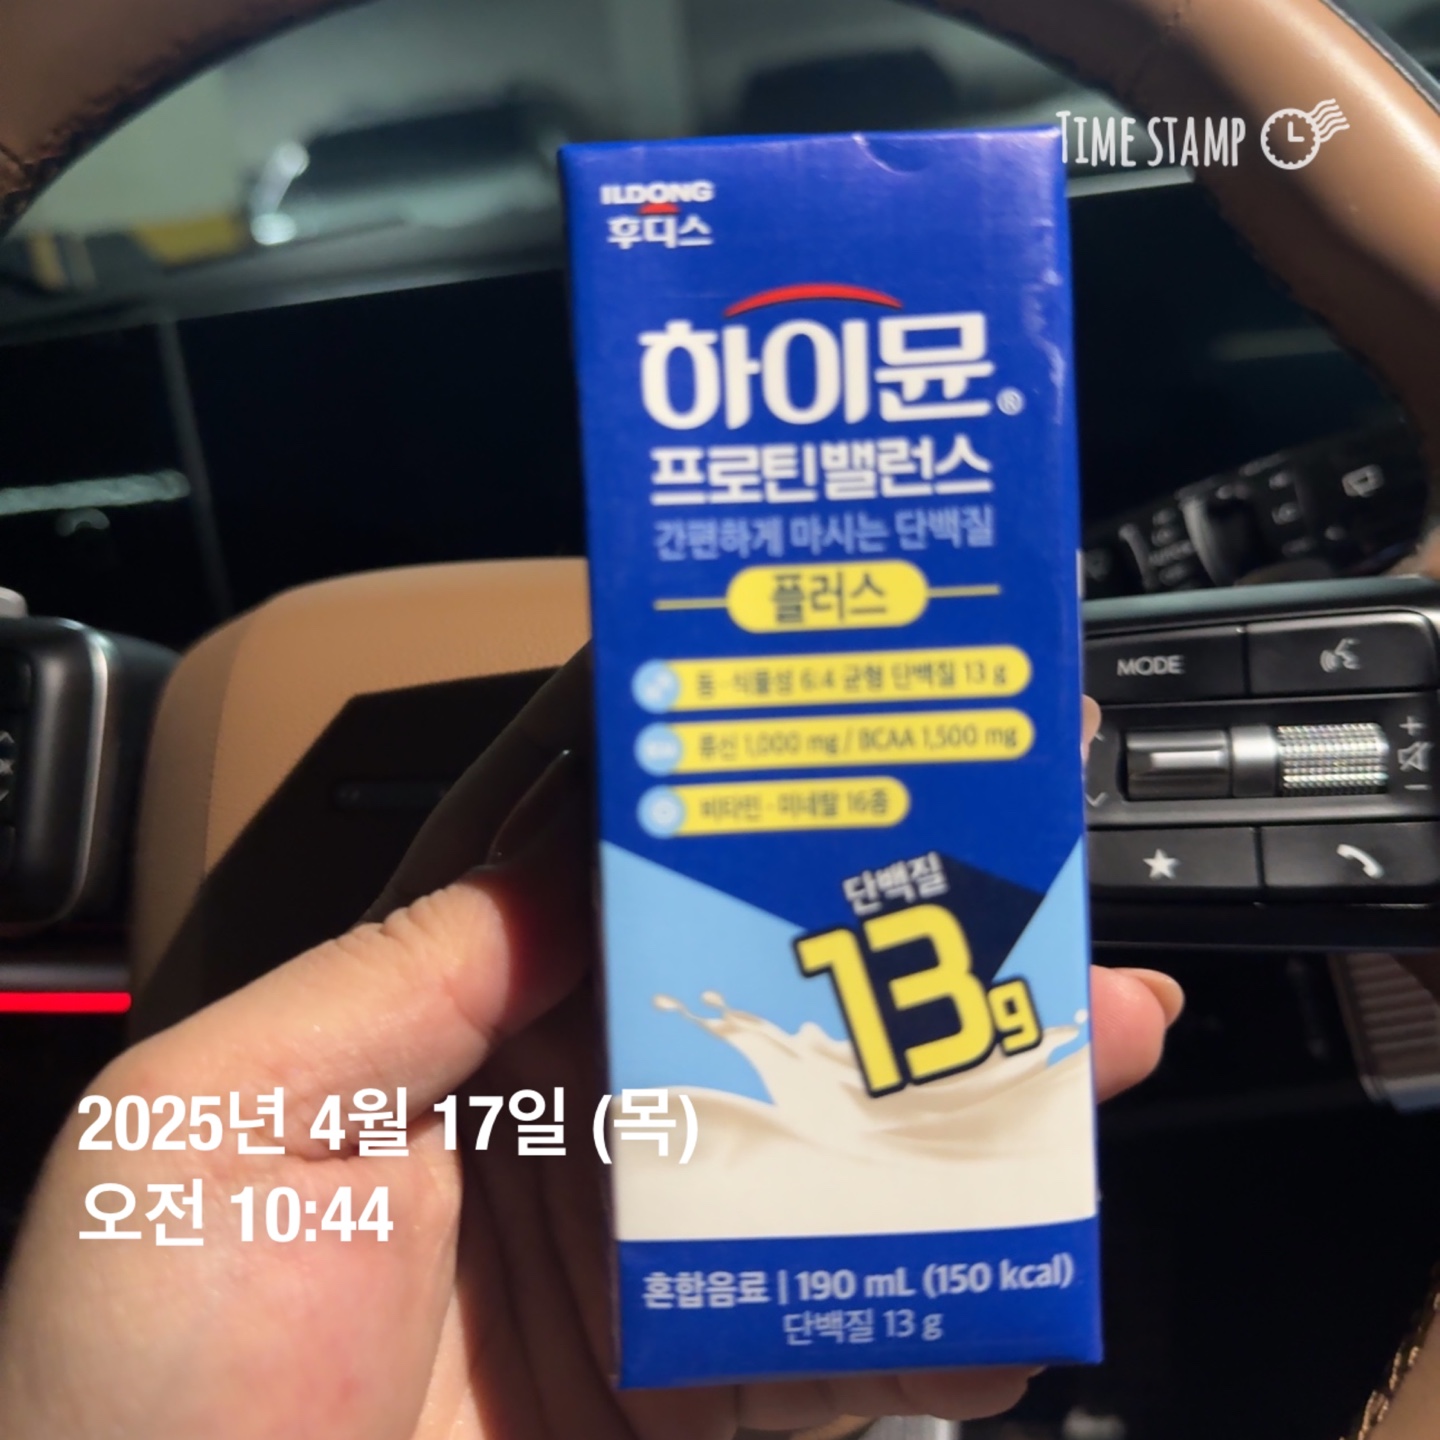 TIME STAMP
ILDONG
후디스
하이뮨®
프로틴밸런스
간편하게 마시는 단백질
플러스
동·식물성 6:4 균형 단백질 13 g
류신 1,000 mg / BCAA 1,500 mg
비타민·미네랄 16종
단백질
13g
MODE
2025년 4월 17일 (목)
오전 10:44
혼합음료 | 190 mL (150 kcal)
단백질 13 g